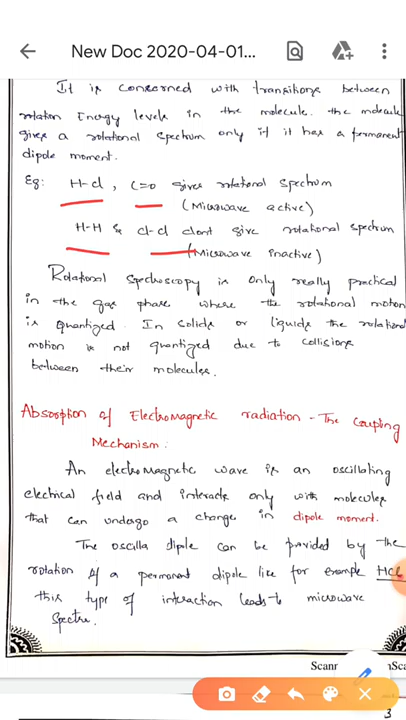 New Doc 2020-04-01...
It is concerned with transitions between
rotation Energy levels in the molecule. the molecule
gives a rotational spectrum only if it has a permanent
dipole moment.
Eg: H-Cl, C=O gives rotational spectrum
(Microwave active)
H-H & Cl-Cl dont give rotational spectrum
(Microwave inactive)
Rotational Spectroscopy is only really practical
in the gas phase where the rotational motion
is quantized. In solids or liquids the rotational
motion is not quantized due to collisions
between their molecules.
Absorption of Electromagnetic radiation - The Coupling
Mechanism:
An electromagnetic wave is an oscillating
electrical field and interacts only with molecules
that can undergo a change in dipole moment.
The oscilla diple can be provided by the
rotation of a permanent dipole like for example HCl
this type of interaction leads to microwave
Spectra.
Scanr
nSca
3